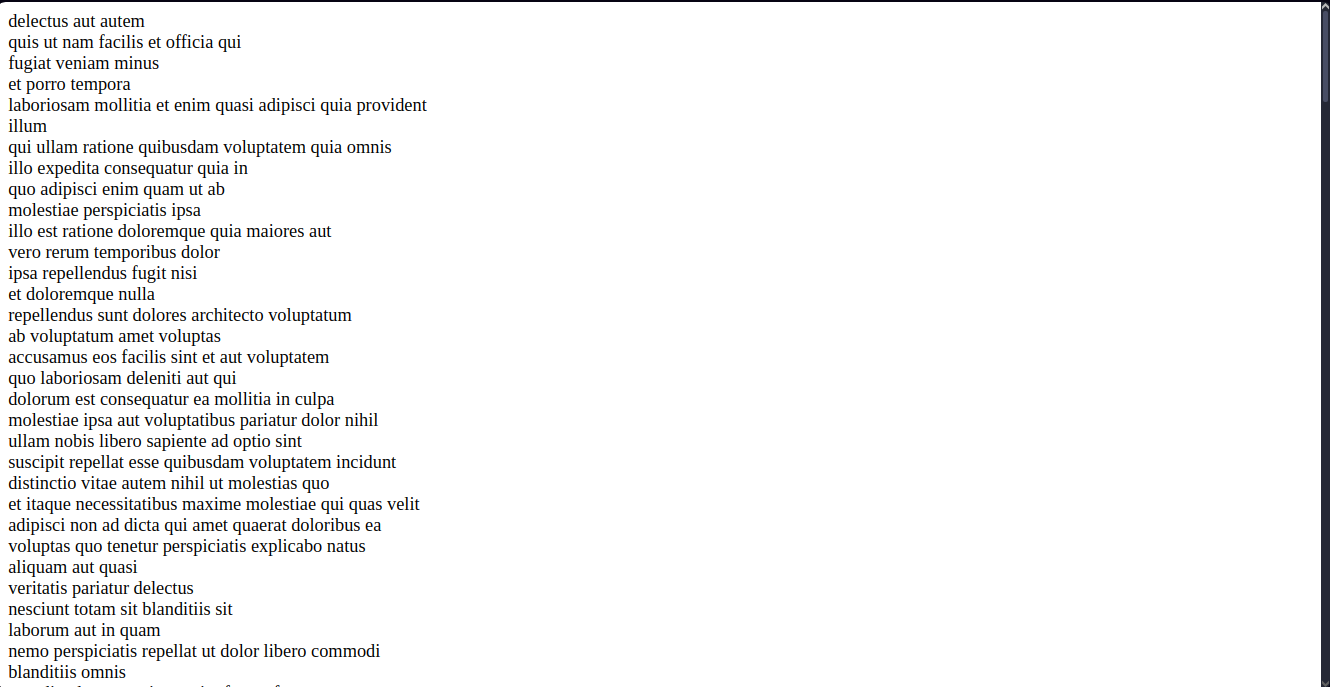 delectus aut autem
quis ut nam facilis et officia qui
fugiat veniam minus
et porro tempora
laboriosam mollitia et enim quasi adipisci quia provident
illum
qui ullam ratione quibusdam voluptatem quia omnis
illo expedita consequatur quia in
quo adipisci enim quam ut ab
molestiae perspiciatis ipsa
illo est ratione doloremque quia maiores aut
vero rerum temporibus dolor
ipsa repellendus fugit nisi
et doloremque nulla
repellendus sunt dolores architecto voluptatum
ab voluptatum amet voluptas
accusamus eos facilis sint et aut voluptatem
quo laboriosam deleniti aut qui
dolorum est consequatur ea mollitia in culpa
molestiae ipsa aut voluptatibus pariatur dolor nihil
ullam nobis libero sapiente ad optio sint
suscipit repellat esse quibusdam voluptatem incidunt
distinctio vitae autem nihil ut molestias quo
et itaque necessitatibus maxime molestiae qui quas velit
adipisci non ad dicta qui amet quaerat doloribus ea
voluptas quo tenetur perspiciatis explicabo natus
aliquam aut quasi
veritatis pariatur delectus
nesciunt totam sit blanditiis sit
laborum aut in quam
nemo perspiciatis repellat ut dolor libero commodi
blanditiis omnis